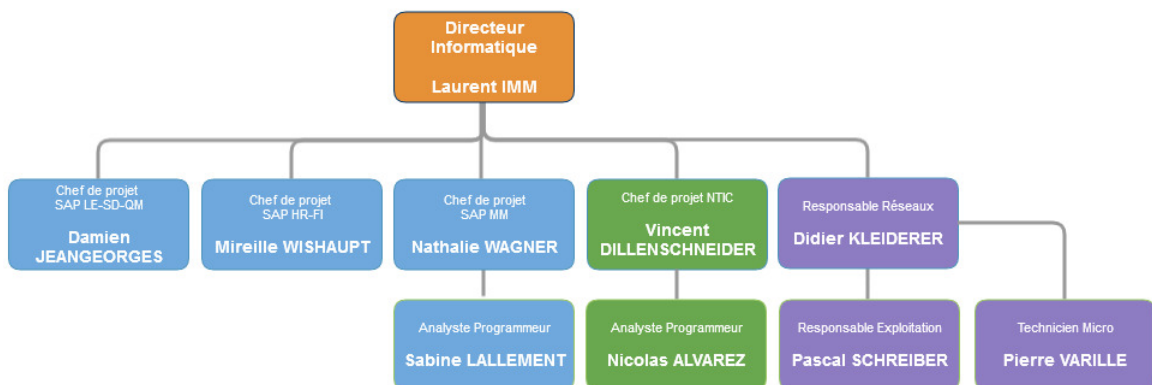 Directeur
Informatique
Laurent IMM
Chef de projet
SAP LE-SD-QM
Damien
JEANGEORGES
Chef de projet
SAP HR-FI
Mireille WISHAUPT
Chef de projet
SAP MM
Nathalie WAGNER
Chef de projet NTIC
Vincent
DILLENSCHNEIDER
Responsable Réseaux
Didier KLEIDERER
Analyste Programmeur
Sabine LALLEMENT
Analyste Programmeur
Nicolas ALVAREZ
Responsable Exploitation
Pascal SCHREIBER
Technicien Micro
Pierre VARILLE